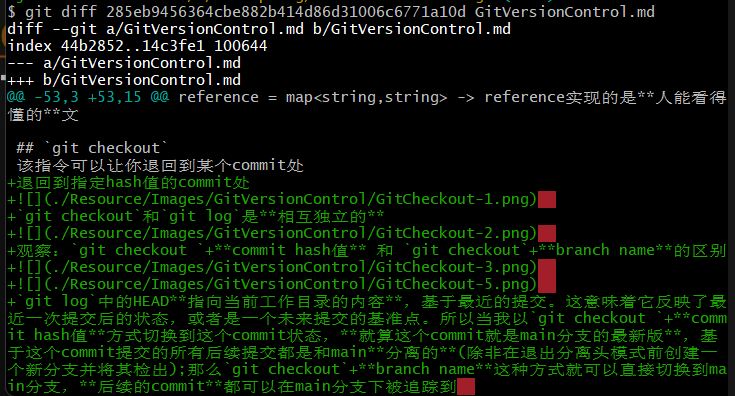 $ git diff 285eb9456364cbe882b414d86d31006c6771a10d GitVersionControl.md
diff --git a/GitVersionControl.md b/GitVersionControl.md
index 44b2852..14c3fe1 100644
--- a/GitVersionControl.md
+++ b/GitVersionControl.md
@@ -53,3 +53,15 @@ reference = map<string,string> -> reference实现的是**人能看得
懂的**文
## `git checkout`
该指令可以让你退回到某个commit处
+退回到指定hash值的commit处
+![](./Resource/Images/GitVersionControl/GitCheckout-1.png)
+`git checkout`和`git log`是**相互独立的**
+![](./Resource/Images/GitVersionControl/GitCheckout-2.png)
+观察：`git checkout `+**commit hash值** 和 `git checkout`+**branch name**的区别
+![](./Resource/Images/GitVersionControl/GitCheckout-3.png)
+![](./Resource/Images/GitVersionControl/GitCheckout-5.png)
+`git log`中的HEAD**指向当前工作目录的内容**，基于最近的提交。这意味着它反映了最
近一次提交后的状态，或者是一个未来提交的基准点。所以当我以`git checkout `+**comm
it hash值**方式切换到这个commit状态，**就算这个commit就是main分支的最新版**，基
于这个commit提交的所有后续提交都是和main**分离的**(除非在退出分离头模式前创建一
个新分支并将其检出);那么`git checkout`+**branch name**这种方式就可以直接切换到ma
in分支，**后续的commit**都可以在main分支下被追踪到